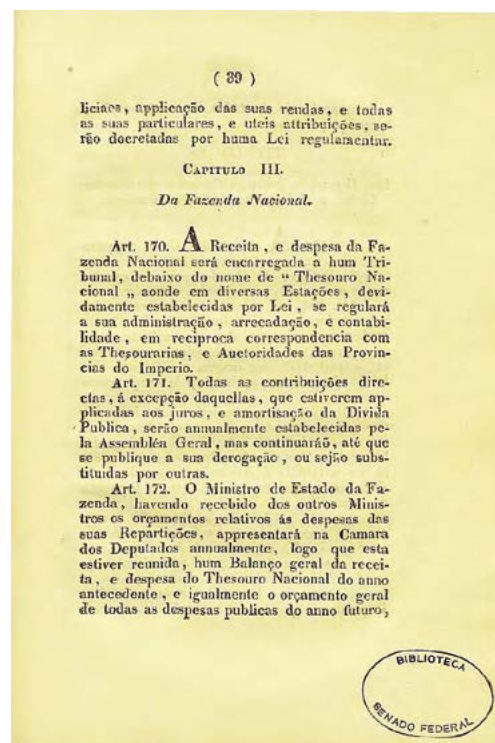 ( 39 )
liciaes, applicação das suas rendas, e todas
as suas particulares, e uteis attribuições, se-
rão decretadas por huma Lei regulamentar.
CAPITULO III.
Da Fazenda Nacional.
Art. 170. A Receita, e despesa da Fa-
zenda Nacional será encarregada a hum Tri-
bunal, debaixo do nome de “ Thesouro Na-
cional „ aonde em diversas Estações, devi-
damente estabelecidas por Lei, se regulará
a sua administração, arrecadação, e contabi-
lidade, em reciproca correspondencia com
as Thesourarias, e Auctoridades das Provin-
cias do Imperio.
Art. 171. Todas as contribuições dire-
ctas, á excepção daquellas, que estiverem ap-
plicadas aos juros, e amortisação da Divida
Publica, serão annualmente estabelecidas pe-
la Assembléa Geral, mas continuaráõ, até que
se publique a sua derogação, ou sejão subs-
tituidas por outras.
Art. 172. O Ministro de Estado da Fa-
zenda, havendo recebido dos outros Minis-
tros os orçamentos relativos ás despesas das
suas Repartições, appresentará na Camara
dos Deputados annualmente, logo que esta
estiver reunida, hum Balanço geral da recei-
ta, e despesa do Thesouro Nacional do anno
antecedente, e igualmente o orçamento geral
de todas as despesas publicas do anno futuro,
BIBLIOTECA
SENADO FEDERAL